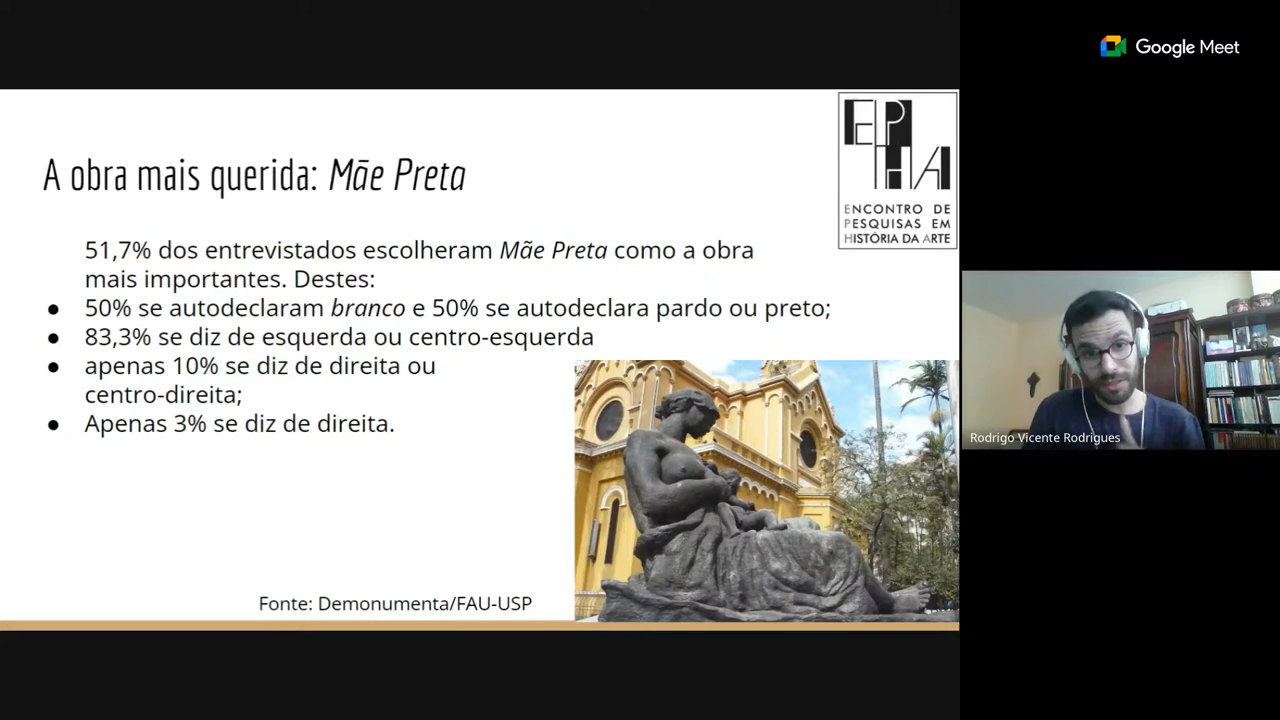 Google Meet
EPHA
ENCONTRO DE
PESQUISAS EM
HISTÓRIA DA ARTE
A obra mais querida: Mãe Preta
51,7% dos entrevistados escolheram Mãe Preta como a obra
mais importantes. Destes:
● 50% se autodeclaram branco e 50% se autodeclara pardo ou preto;
● 83,3% se diz de esquerda ou centro-esquerda
● apenas 10% se diz de direita ou
centro-direita;
● Apenas 3% se diz de direita.
Fonte: Demonumenta/FAU-USP
Rodrigo Vicente Rodrigues